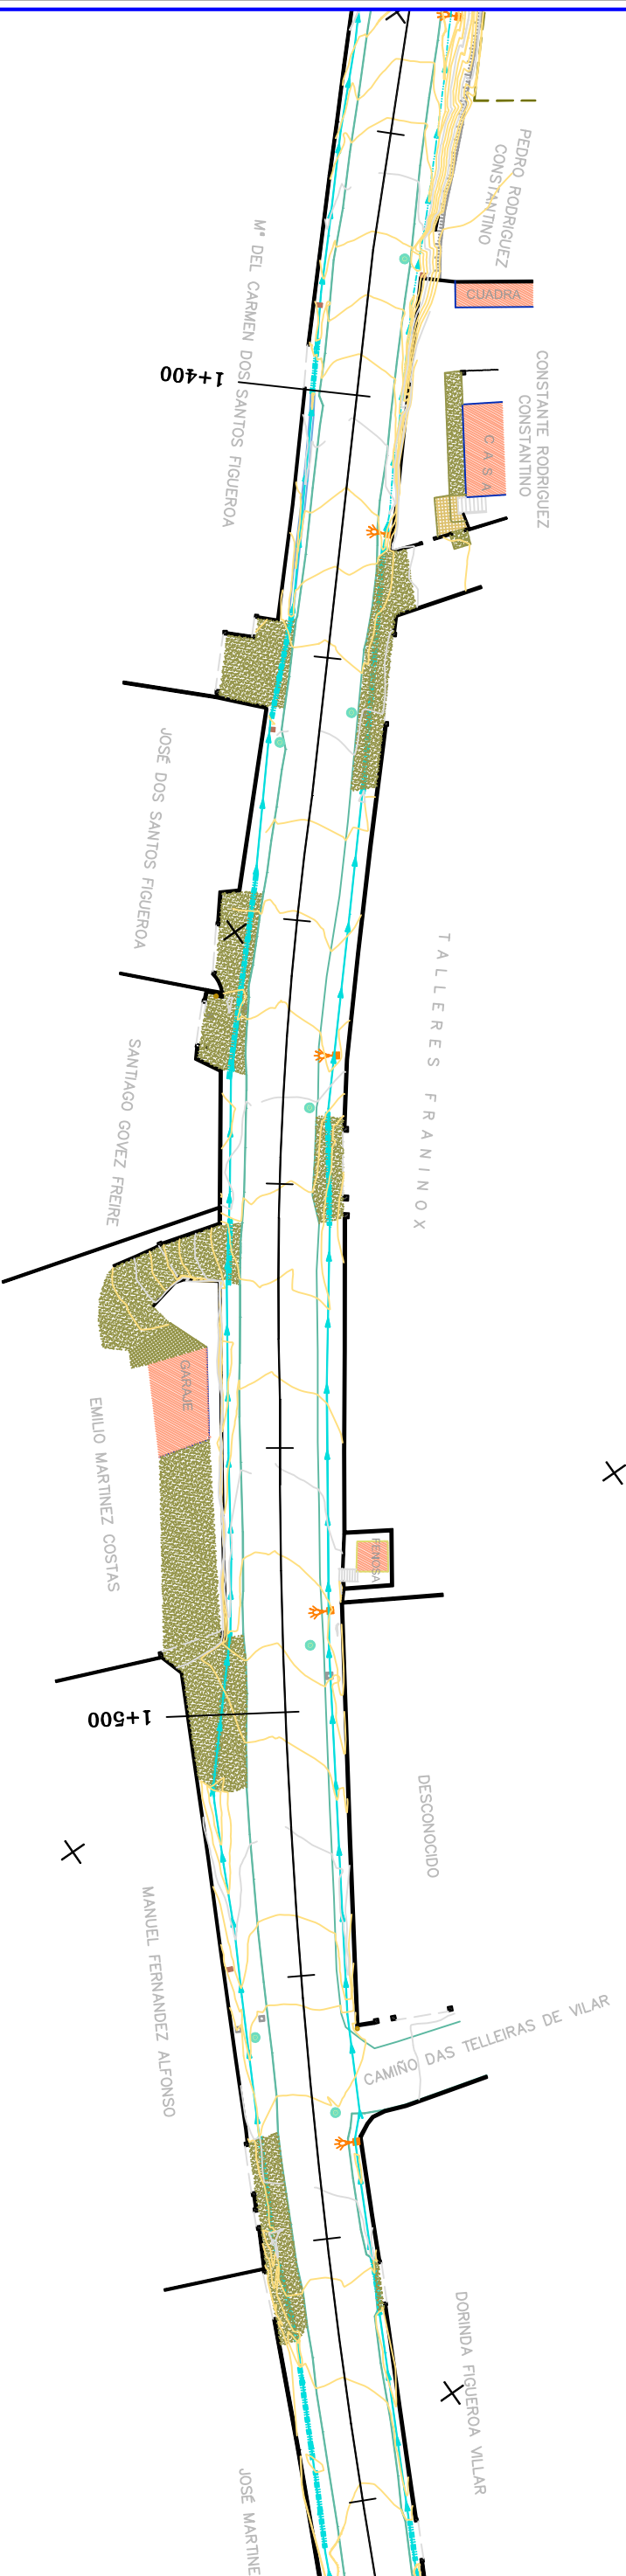 PEDRO RODRIGUEZ
CONSTANTINO
Mª DEL CARMEN DOS SANTOS FIGUEROA
CUADRA
1+400
CONSTANTE RODRIGUEZ
CONSTANTINO
CASA
JOSÉ DOS SANTOS FIGUEROA
TALLERES FRANINOX
SANTIAGO GOVEZ FREIRE
GARAJE
EMILIO MARTINEZ COSTAS
PENOSA
1+500
DESCONOCIDO
MANUEL FERNANDEZ ALFONSO
CAMIÑO DAS TELLEIRAS DE VILAR
DORINDA FIGUEROA VILLAR
JOSÉ MARTINE